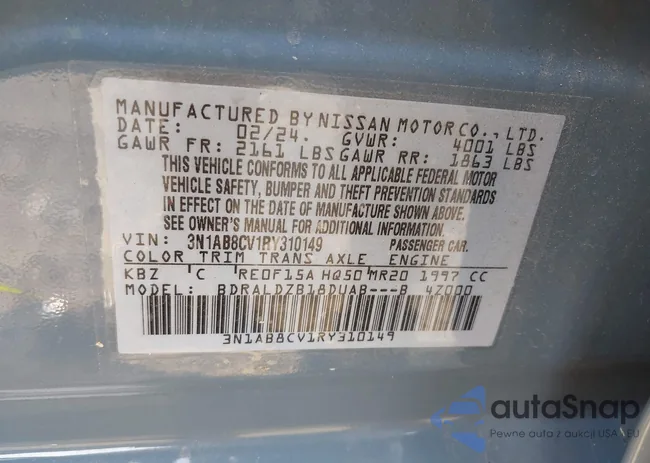 MANUFACTURED BY NISSAN MOTOR CO., LTD.
DATE: 02/24 GVWR: 4001 LBS
GAWR FR: 2161 LBS GAWR RR: 1863 LBS
THIS VEHICLE CONFORMS TO ALL APPLICABLE FEDERAL MOTOR
VEHICLE SAFETY, BUMPER AND THEFT PREVENTION STANDARDS
IN EFFECT ON THE DATE OF MANUFACTURE SHOWN ABOVE.
SEE OWNER'S MANUAL FOR ADDITIONAL INFORMATION.
VIN: 3N1AB8CV1RY310149 PASSENGER CAR.
COLOR TRIM TRANS AXLE ENGINE
KBZ C RE0F15A HQ50 MR20 1997 CC
MODEL: BDRALDZB18DUAB---B 4Z000
3N1AB8CV1RY310149
autoSnap
Pewne auta z aukcji USA i EU